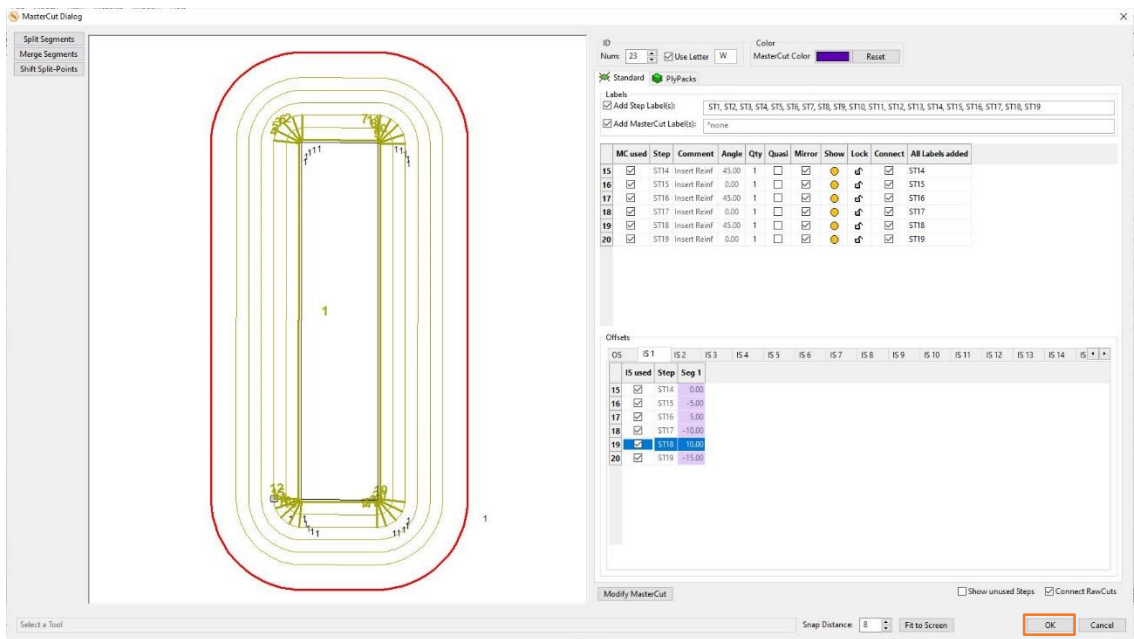 MasterCut Dialog
Split Segments
Merge Segments
Shift Split-Points
ID
Num: 23 Use Letter W
Color
MasterCut Color Reset
Standard PlyPacks
Labels
Add Step Label(s): ST1, ST2, ST3, ST4, ST5, ST6, ST7, ST8, ST9, ST10, ST11, ST12, ST13, ST14, ST15, ST16, ST17, ST18, ST19
Add MasterCut Label(s): *none
MC used Step Comment Angle Qty Quasi Mirror Show Lock Connect All Labels added
15 ST14 Insert Reinf 45.00 1 ST14
16 ST15 Insert Reinf 0.00 1 ST15
17 ST16 Insert Reinf 45.00 1 ST16
18 ST17 Insert Reinf 0.00 1 ST17
19 ST18 Insert Reinf 45.00 1 ST18
20 ST19 Insert Reinf 0.00 1 ST19
1
1
Offsets
OS IS 1 IS 2 IS 3 IS 4 IS 5 IS 6 IS 7 IS 8 IS 9 IS 10 IS 11 IS 12 IS 13 IS 14 IS
IS used Step Seg 1
15 ST14 0.00
16 ST15 -5.00
17 ST16 5.00
18 ST17 -10.00
19 ST18 10.00
20 ST19 -15.00
Modify MasterCut
Show unused Steps Connect RawCuts
Select a Tool
Snap Distance: 8 Fit to Screen OK Cancel